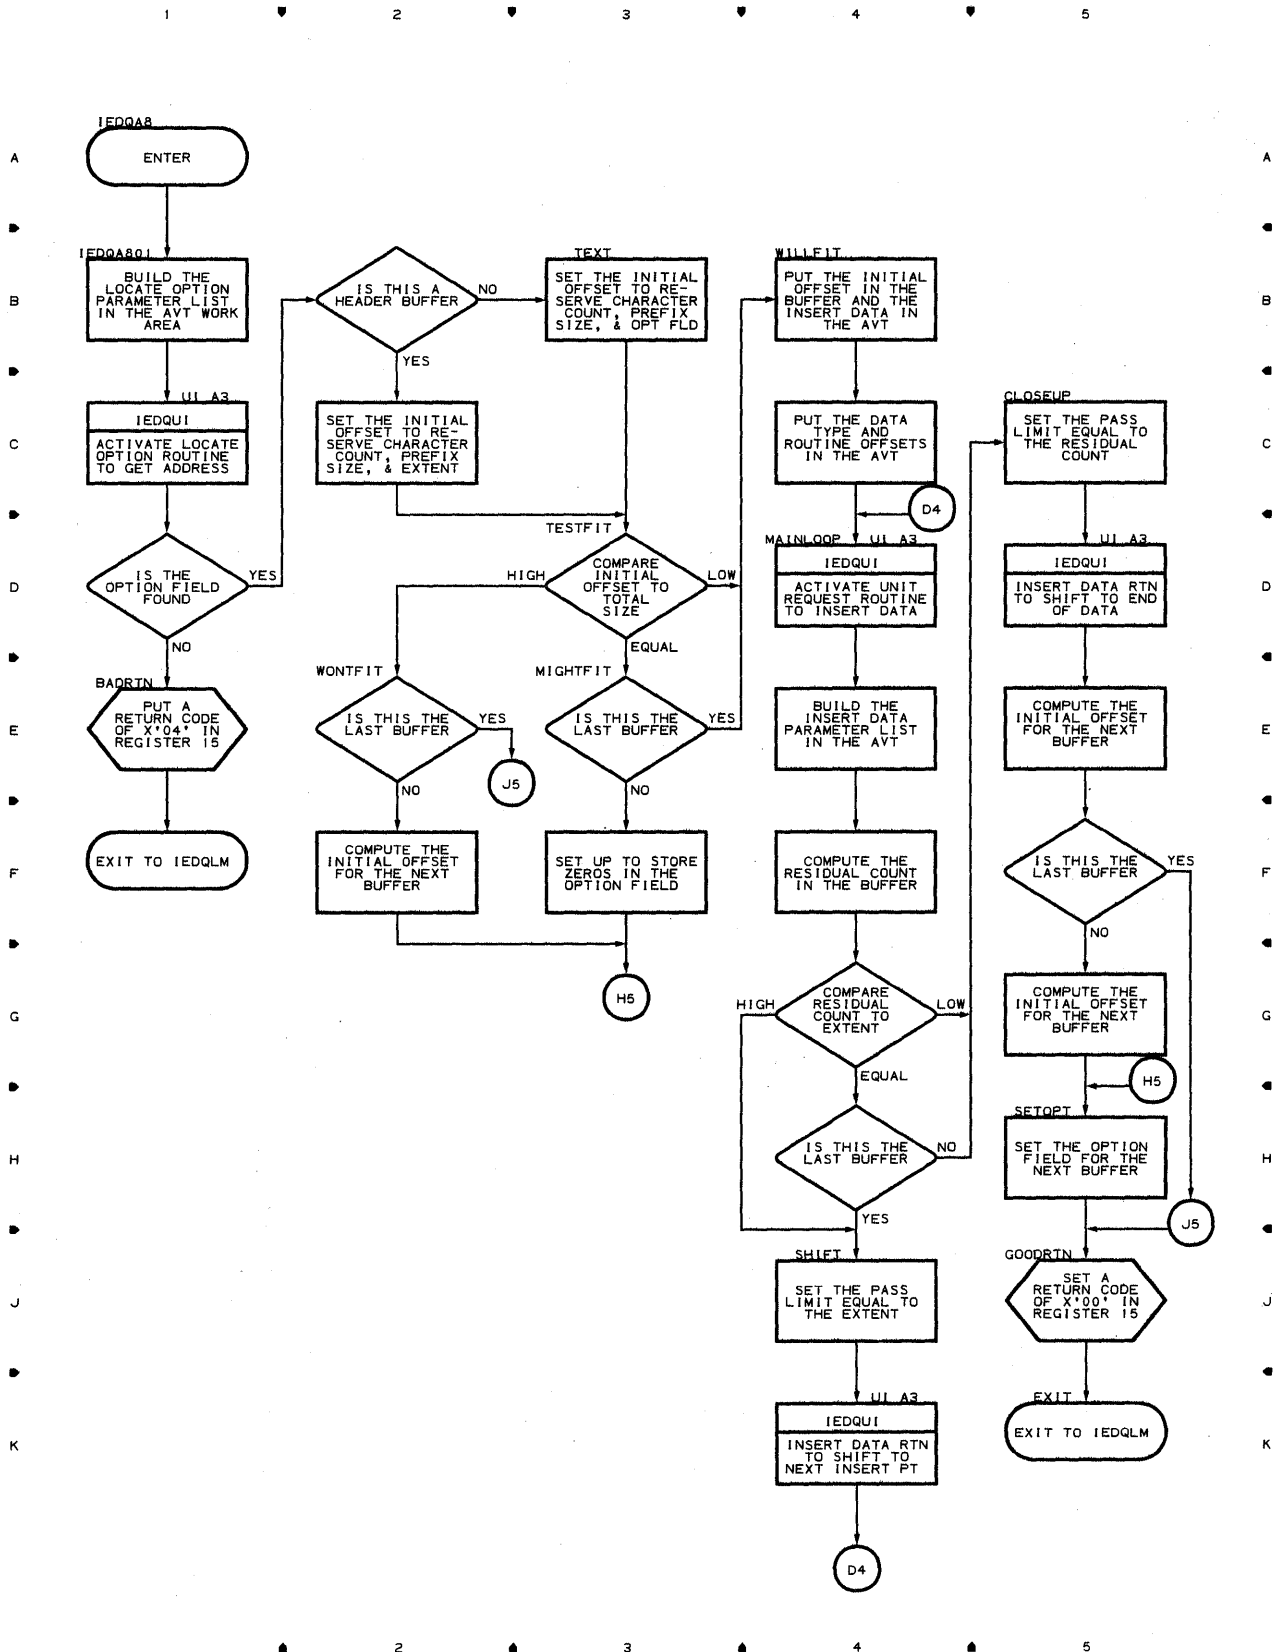 1 2 3 4 5
IEDQA8
A
ENTER
A
IEDQA801
BUILD THE
LOCATE OPTION
PARAMETER LIST
IN THE AVT WORK
AREA
B
IS THIS A
HEADER BUFFER
NO
YES
TEXT
SET THE INITIAL
OFFSET TO RE-
SERVE CHARACTER
COUNT, PREFIX
SIZE, & OPT FLD
WILLFIT
PUT THE INITIAL
OFFSET IN THE
BUFFER AND THE
INSERT DATA IN
THE AVT
B
C
UI A3
IEDQUI
ACTIVATE LOCATE
OPTION ROUTINE
TO GET ADDRESS
SET THE INITIAL
OFFSET TO RE-
SERVE CHARACTER
COUNT, PREFIX
SIZE, & EXTENT
PUT THE DATA
TYPE AND
ROUTINE OFFSETS
IN THE AVT
CLOSEUP
SET THE PASS
LIMIT EQUAL TO
THE RESIDUAL
COUNT
C
D4
D
IS THE
OPTION FIELD
FOUND
YES
NO
TESTFIT
COMPARE
INITIAL
OFFSET TO
TOTAL
SIZE
HIGH
LOW
EQUAL
MAINLOOP UI A3
IEDQUI
ACTIVATE UNIT
REQUEST ROUTINE
TO INSERT DATA
UI A3
IEDQUI
INSERT DATA RTN
TO SHIFT TO END
OF DATA
D
BADRTN
PUT A
RETURN CODE
OF X'04' IN
REGISTER 15
E
WONTFIT
IS THIS THE
LAST BUFFER
YES
J5
NO
MIGHTFIT
IS THIS THE
LAST BUFFER
YES
NO
BUILD THE
INSERT DATA
PARAMETER LIST
IN THE AVT
COMPUTE THE
INITIAL OFFSET
FOR THE NEXT
BUFFER
E
F
EXIT TO IEDQLM
COMPUTE THE
INITIAL OFFSET
FOR THE NEXT
BUFFER
SET UP TO STORE
ZEROS IN THE
OPTION FIELD
COMPUTE THE
RESIDUAL COUNT
IN THE BUFFER
IS THIS THE
LAST BUFFER
YES
NO
F
G
H5
COMPARE
RESIDUAL
COUNT TO
EXTENT
HIGH
LOW
EQUAL
COMPUTE THE
INITIAL OFFSET
FOR THE NEXT
BUFFER
G
H5
H
IS THIS THE
LAST BUFFER
NO
YES
SETOPT
SET THE OPTION
FIELD FOR THE
NEXT BUFFER
H
J5
J
SHIFT
SET THE PASS
LIMIT EQUAL TO
THE EXTENT
GOODRTN
SET A
RETURN CODE
OF X'00' IN
REGISTER 15
J
K
UI A3
IEDQUI
INSERT DATA RTN
TO SHIFT TO
NEXT INSERT PT
EXIT
EXIT TO IEDQLM
K
D4
2 3 4 5